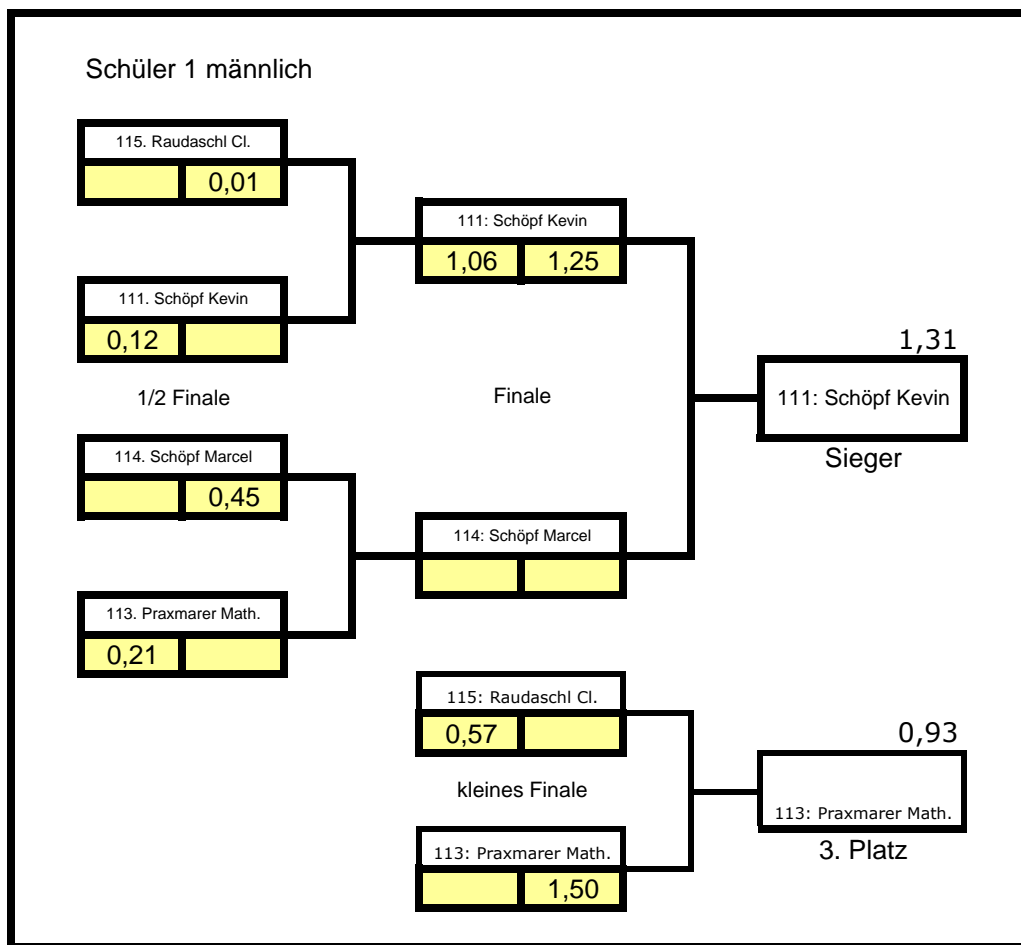 Schüler 1 männlich
115. Raudaschl Cl.
0,01
111: Schöpf Kevin
1,06 1,25
111. Schöpf Kevin
0,12
1,31
1/2 Finale
Finale
111: Schöpf Kevin
Sieger
114. Schöpf Marcel
0,45
114: Schöpf Marcel
113. Praxmarer Math.
0,21
115: Raudaschl Cl.
0,57
0,93
kleines Finale
113: Praxmarer Math.
3. Platz
113: Praxmarer Math.
1,50